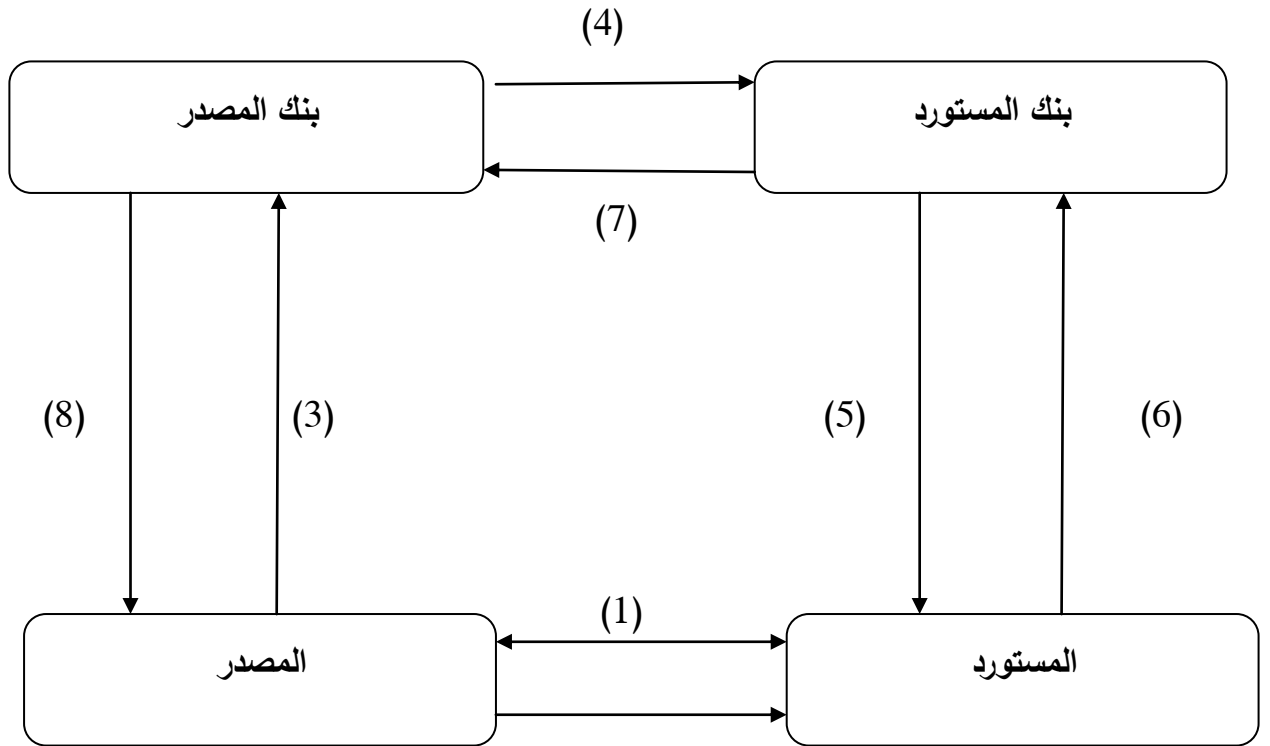 (4)
بنك المصدر
بنك المستورد
(7)
(8)
(3)
(5)
(6)
(1)
المصدر
المستورد